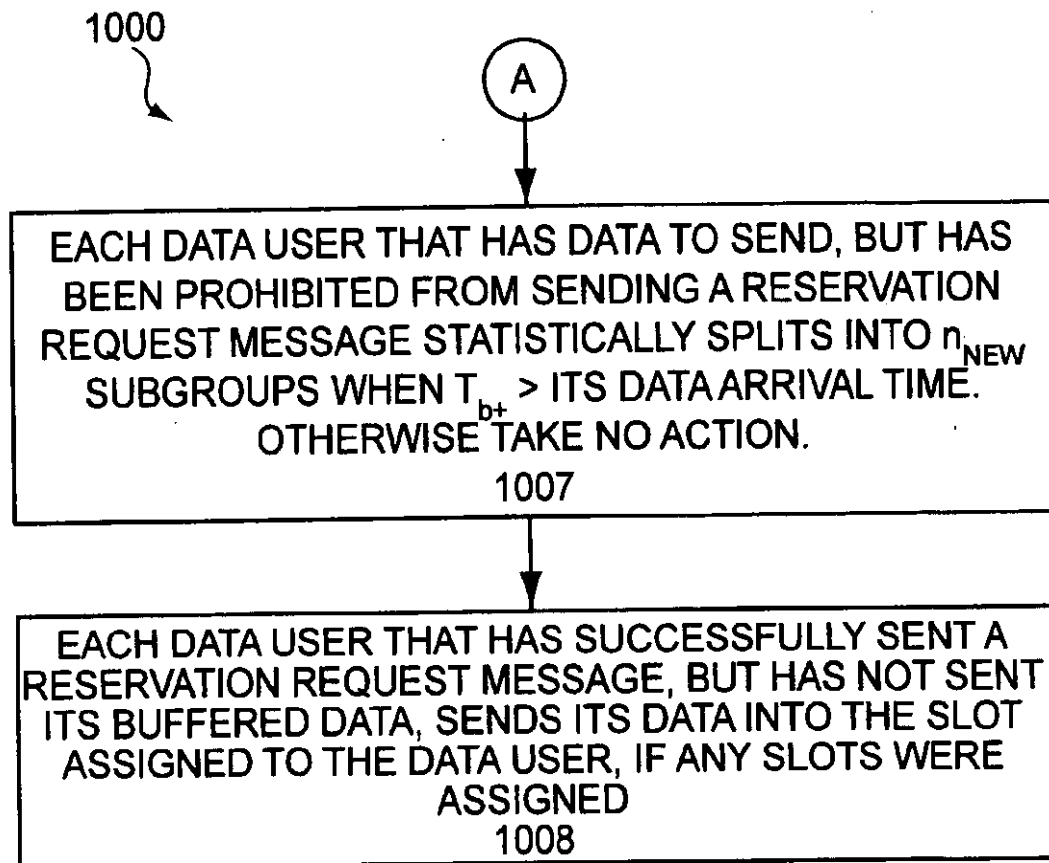 1000
A
EACH DATA USER THAT HAS DATA TO SEND, BUT HAS
BEEN PROHIBITED FROM SENDING A RESERVATION
REQUEST MESSAGE STATISTICALLY SPLITS INTO n_NEW
SUBGROUPS WHEN T_b+ > ITS DATA ARRIVAL TIME.
OTHERWISE TAKE NO ACTION.
1007
EACH DATA USER THAT HAS SUCCESSFULLY SENT A
RESERVATION REQUEST MESSAGE, BUT HAS NOT SENT
ITS BUFFERED DATA, SENDS ITS DATA INTO THE SLOT
ASSIGNED TO THE DATA USER, IF ANY SLOTS WERE
ASSIGNED
1008